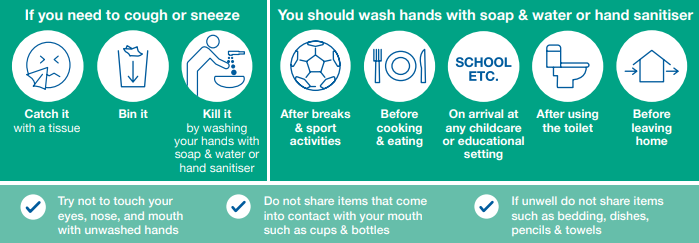 If you need to cough or sneeze
Catch it
with a tissue
Bin it
Kill it
by washing
your hands with
soap & water or
hand sanitiser
You should wash hands with soap & water or hand sanitiser
After breaks
& sport
activities
Before
cooking
& eating
SCHOOL
ETC.
On arrival at
any childcare
or educational
setting
After using
the toilet
Before
leaving
home
Try not to touch your
eyes, nose, and mouth
with unwashed hands
Do not share items that come
into contact with your mouth
such as cups & bottles
If unwell do not share items
such as bedding, dishes,
pencils & towels